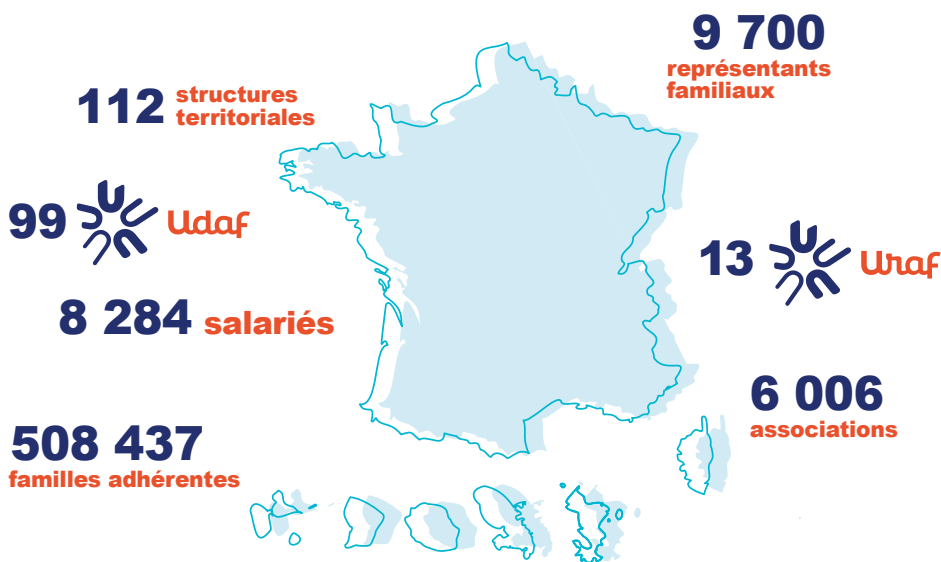 9 700
représentants
familiaux
112 structures
territoriales
99 Udaf
13 Uraf
8 284 salariés
6 006
associations
508 437
familles adhérentes